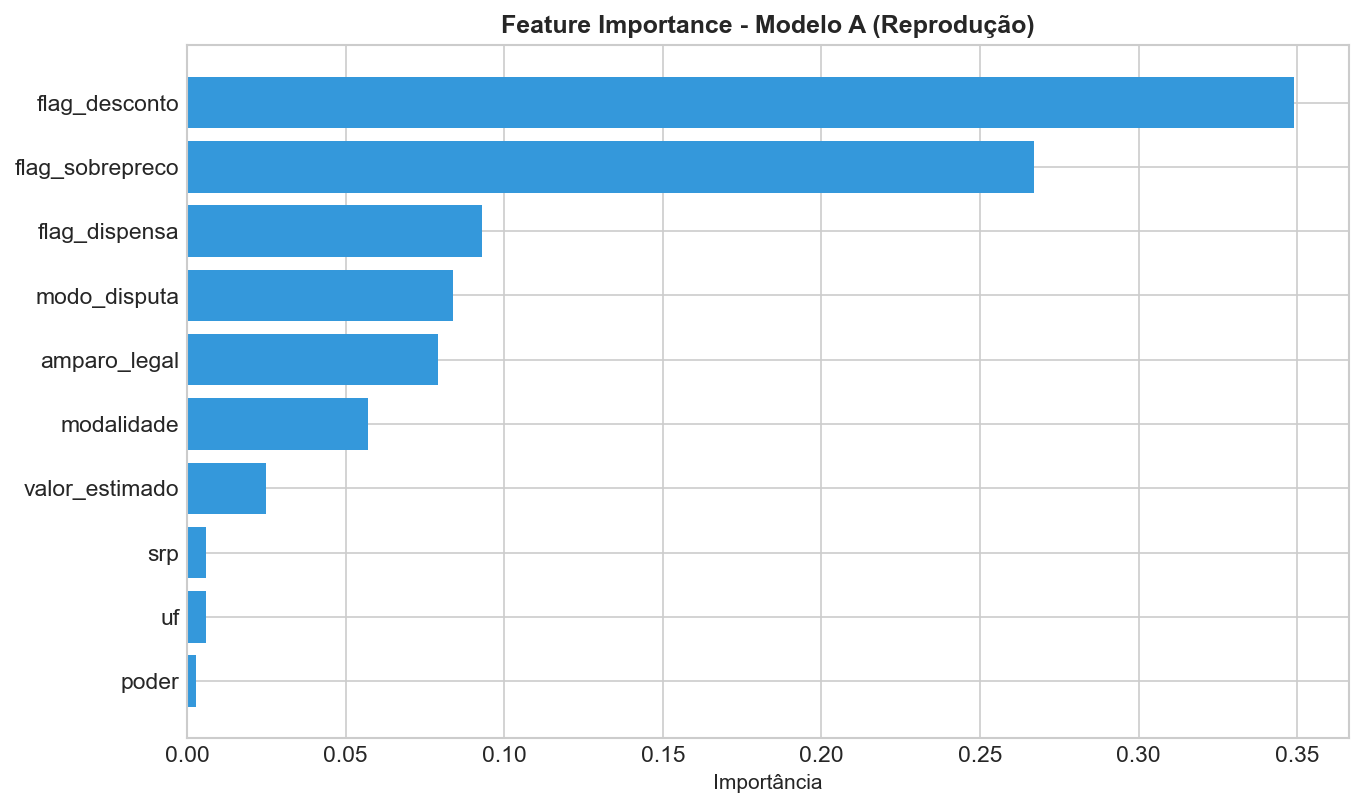 Feature Importance - Modelo A (Reprodução)
flag_desconto
flag_sobrepreco
flag_dispensa
modo_disputa
amparo_legal
modalidade
valor_estimado
srp
uf
poder
0.00 0.05 0.10 0.15 0.20 0.25 0.30 0.35
Importância